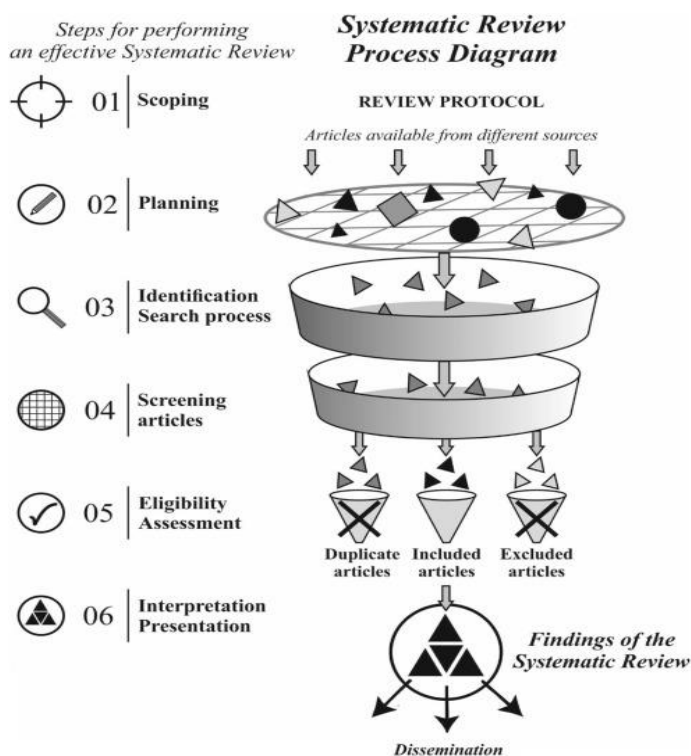 Steps for performing
an effective Systematic Review
01
Scoping
02
Planning
03
Identification
Search process
04
Screening
articles
05
Eligibility
Assessment
06
Interpretation
Presentation
Systematic Review
Process Diagram
REVIEW PROTOCOL
Articles available from different sources
Duplicate
articles
Included
articles
Excluded
articles
Findings of the
Systematic Review
Dissemination